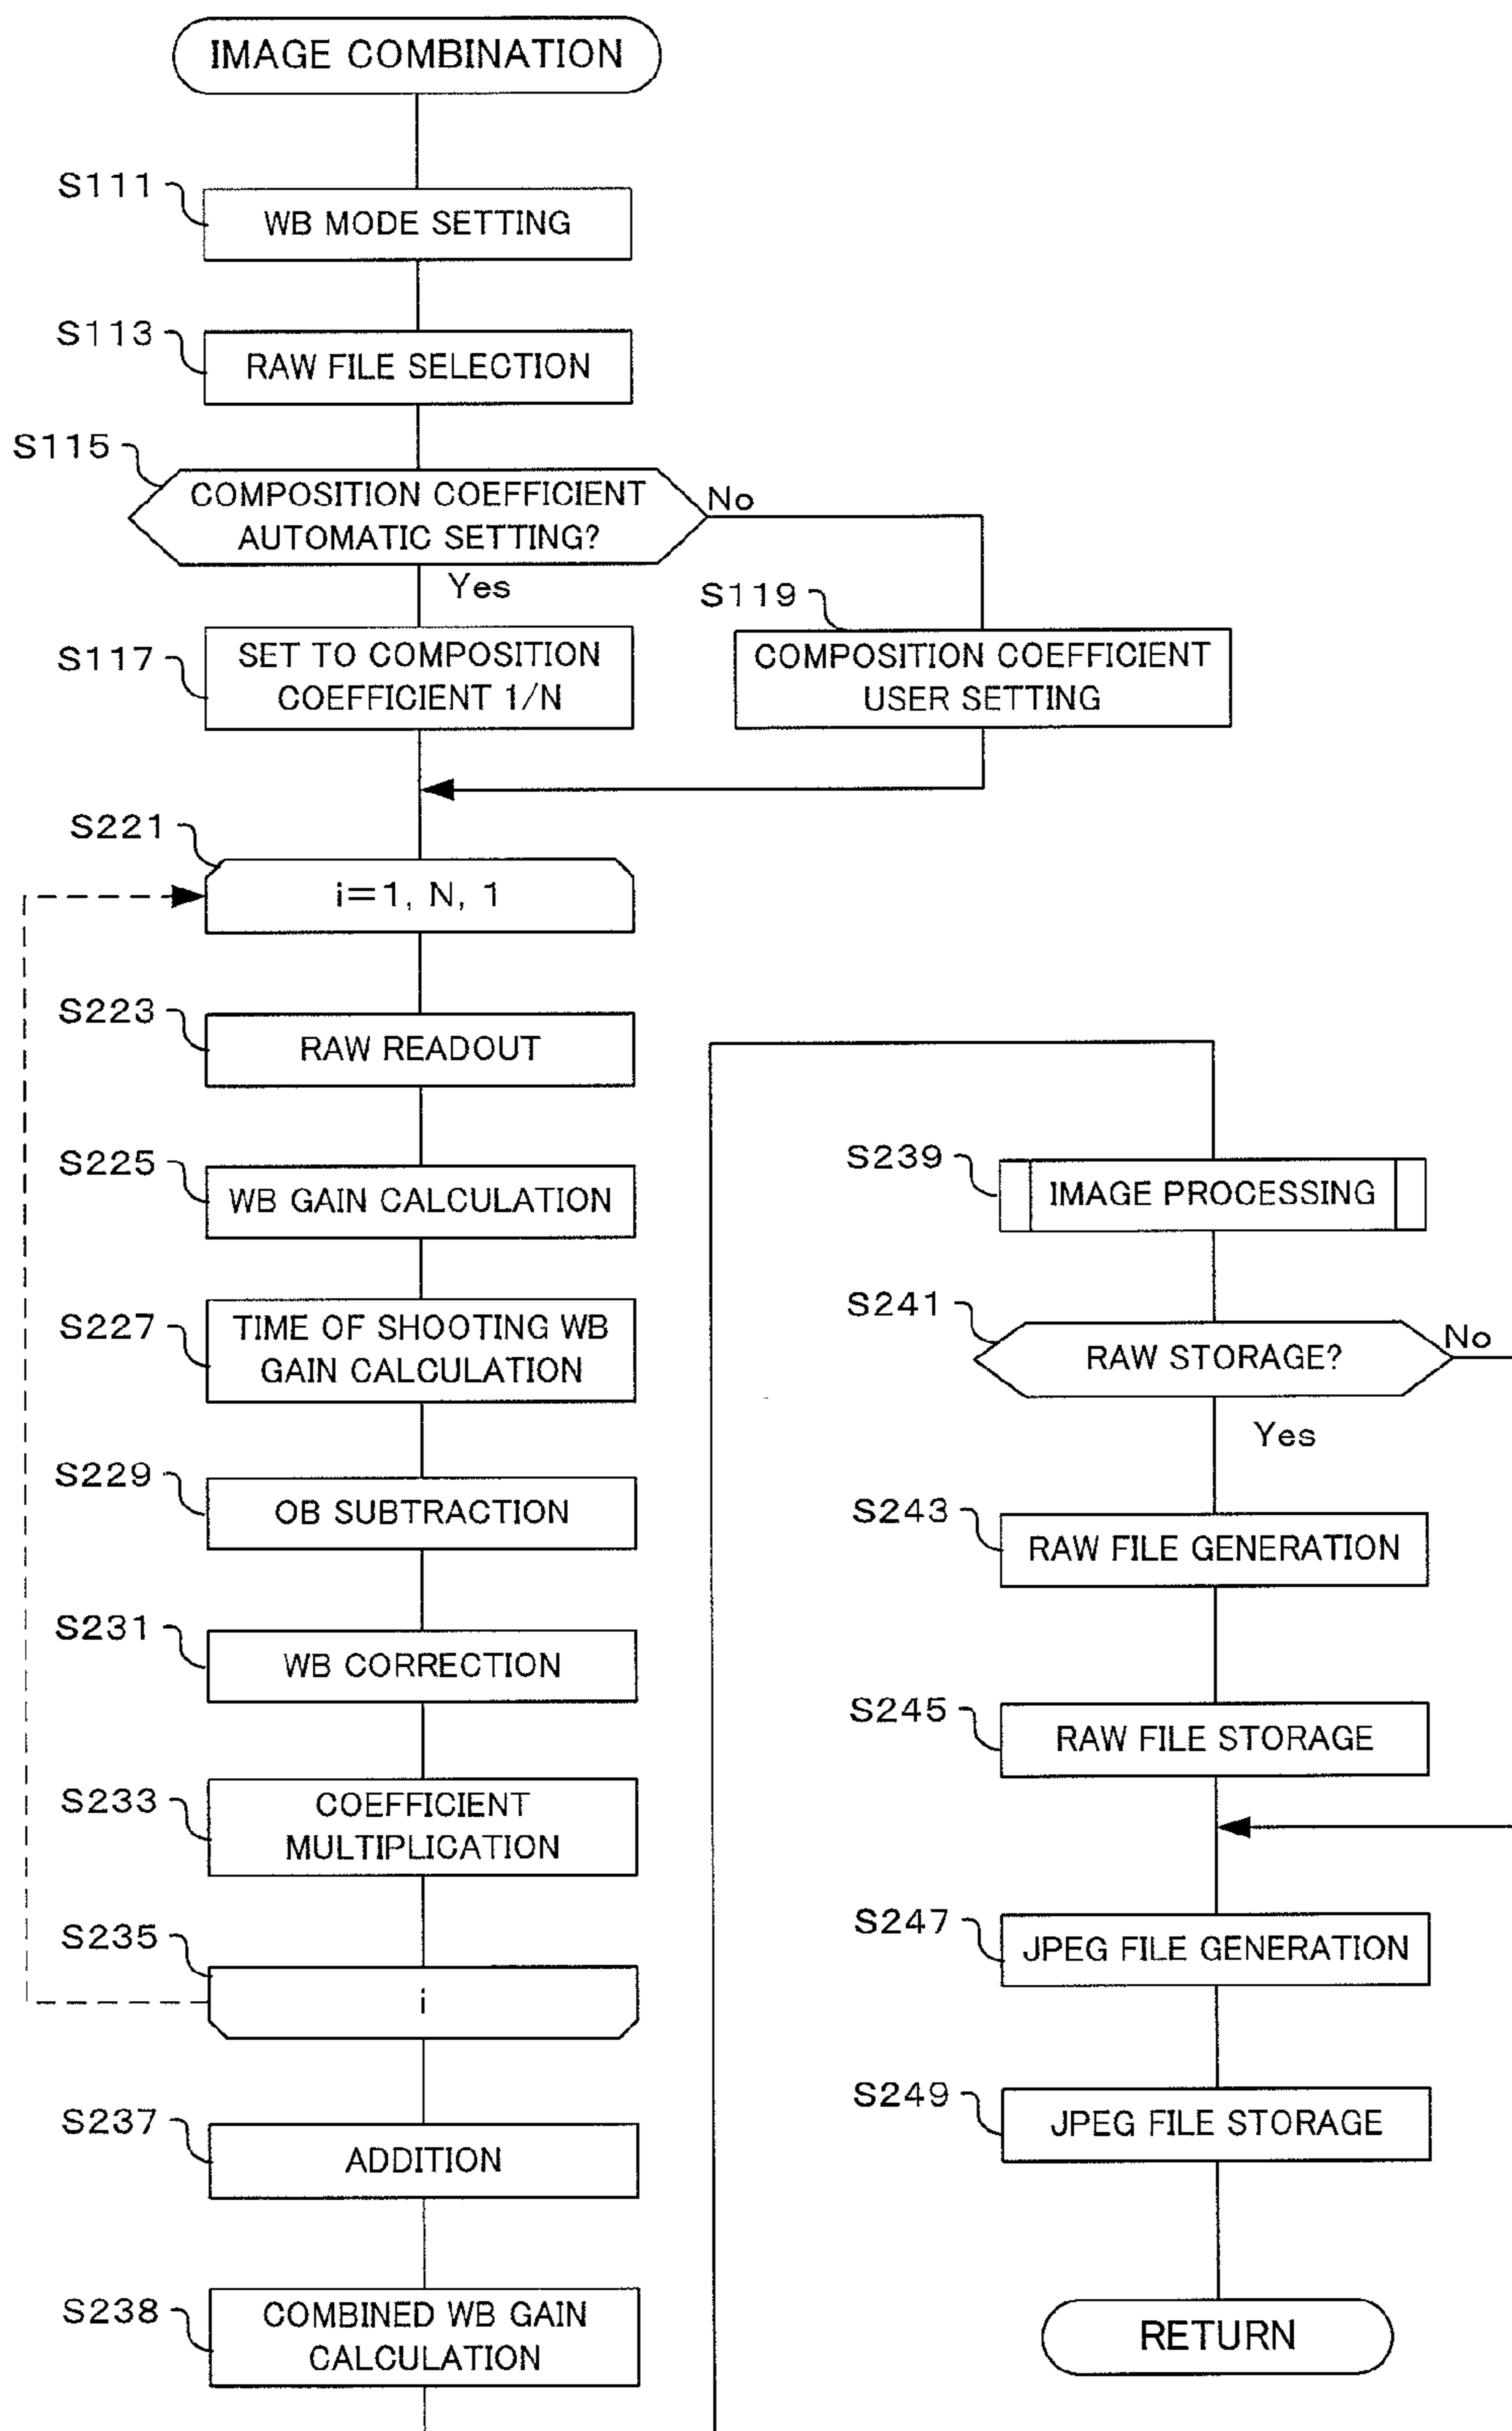 IMAGE COMBINATION
S111
WB MODE SETTING
S113
RAW FILE SELECTION
S115
COMPOSITION COEFFICIENT
AUTOMATIC SETTING?
No
Yes
S117
SET TO COMPOSITION
COEFFICIENT 1/N
S119
COMPOSITION COEFFICIENT
USER SETTING
S221
i=1, N, 1
S223
RAW READOUT
S225
WB GAIN CALCULATION
S227
TIME OF SHOOTING WB
GAIN CALCULATION
S229
OB SUBTRACTION
S231
WB CORRECTION
S233
COEFFICIENT
MULTIPLICATION
S235
i
S237
ADDITION
S238
COMBINED WB GAIN
CALCULATION
S239
IMAGE PROCESSING
S241
RAW STORAGE?
No
Yes
S243
RAW FILE GENERATION
S245
RAW FILE STORAGE
S247
JPEG FILE GENERATION
S249
JPEG FILE STORAGE
RETURN